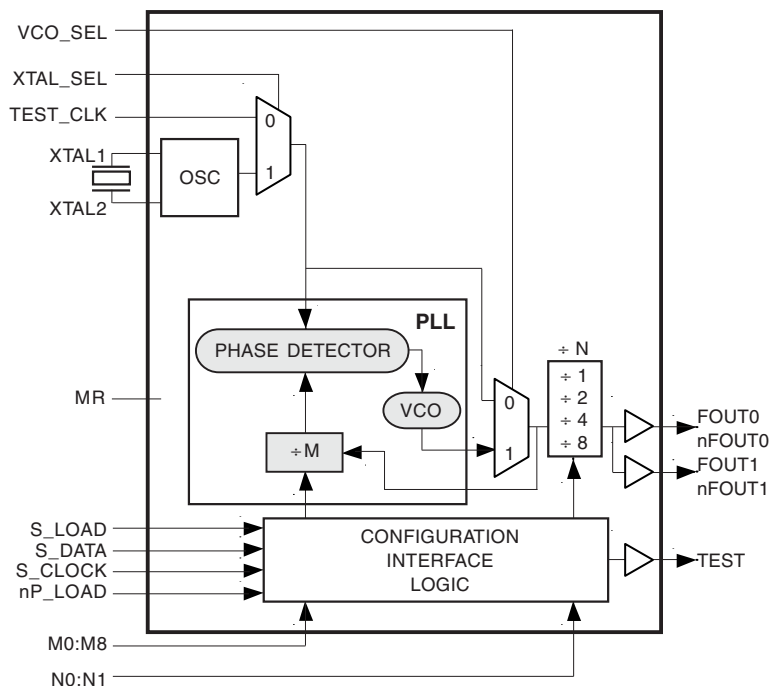 VCO_SEL
XTAL_SEL
TEST_CLK
0
XTAL1
OSC
1
XTAL2
PLL
PHASE DETECTOR
÷ N
÷ 1
÷ 2
÷ 4
÷ 8
MR
VCO
0
1
FOUT0
nFOUT0
÷M
FOUT1
nFOUT1
S_LOAD
S_DATA
S_CLOCK
nP_LOAD
CONFIGURATION
INTERFACE
LOGIC
TEST
M0:M8
N0:N1